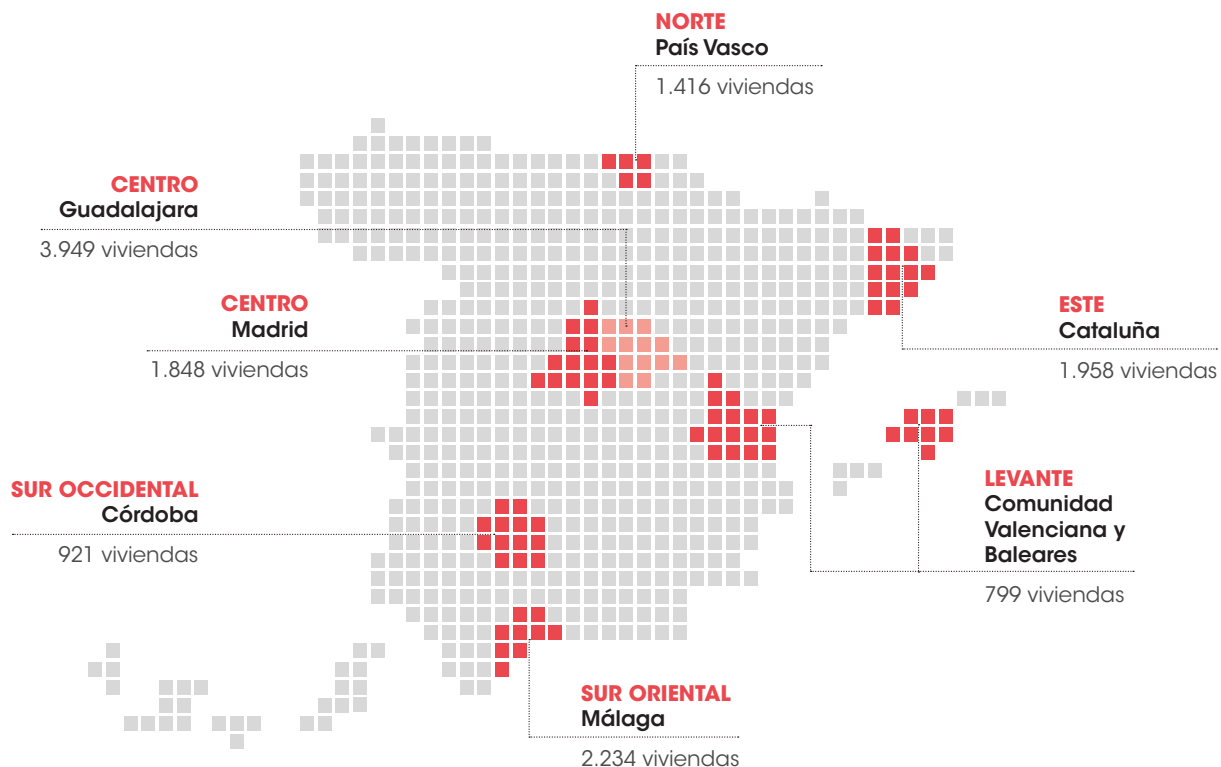 NORTE
País Vasco
1.416 viviendas
CENTRO
Guadalajara
3.949 viviendas
CENTRO
Madrid
1.848 viviendas
ESTE
Cataluña
1.958 viviendas
SUR OCCIDENTAL
Córdoba
921 viviendas
LEVANTE
Comunidad
Valenciana y
Baleares
799 viviendas
SUR ORIENTAL
Málaga
2.234 viviendas